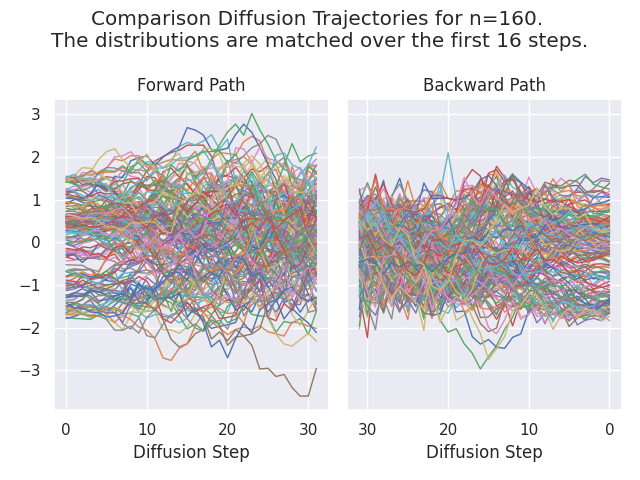 Comparison Diffusion Trajectories for n=160.
The distributions are matched over the first 16 steps.
Forward Path
Backward Path
3
2
1
0
−1
−2
−3
0 10 20 30
30 20 10 0
Diffusion Step
Diffusion Step